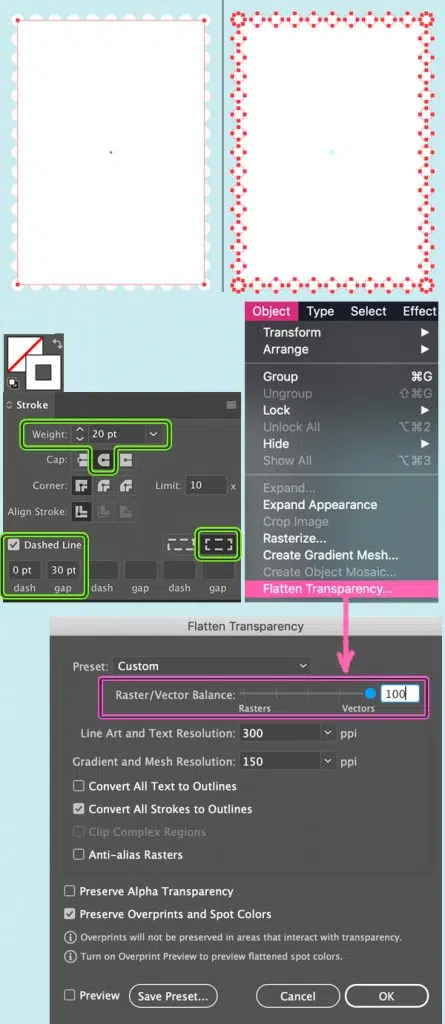 Object Type Select Effect
Transform
Arrange
Group ⌘G
Ungroup ⇧⌘G
Lock
Unlock All ⌥⌘2
Hide
Show All ⌥⌘3
Expand...
Expand Appearance
Crop Image
Rasterize...
Create Gradient Mesh...
Create Object Mosaic...
Flatten Transparency...
Stroke
Weight: 20 pt
Cap:
Corner: Limit: 10 x
Align Stroke:
Dashed Line
0 pt 30 pt
dash gap dash gap dash gap
Flatten Transparency
Preset: Custom
Raster/Vector Balance: 100
Rasters Vectors
Line Art and Text Resolution: 300 ppi
Gradient and Mesh Resolution: 150 ppi
Convert All Text to Outlines
Convert All Strokes to Outlines
Clip Complex Regions
Anti-alias Rasters
Preserve Alpha Transparency
Preserve Overprints and Spot Colors
Overprints will not be preserved in areas that interact with transparency.
Turn on Overprint Preview to preview flattened spot colors.
Preview Save Preset... Cancel OK